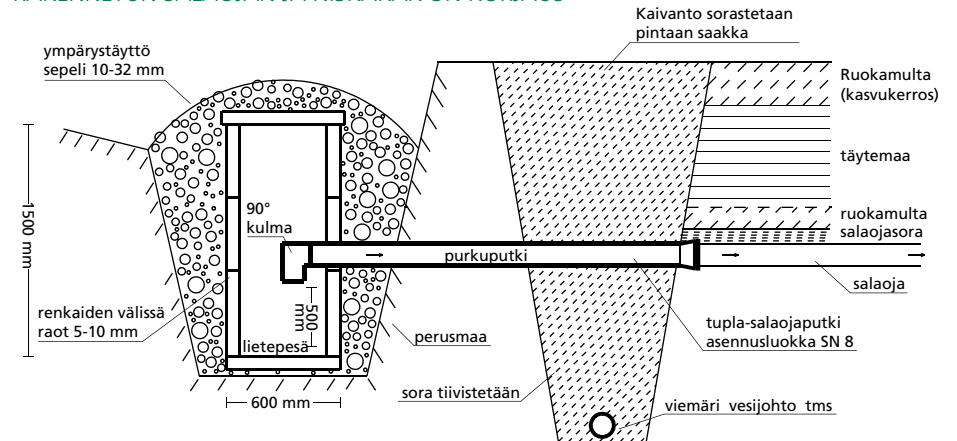 Kaivanto sorastetaan
pintaan saakka
ympärystäyttö
sepeli 10-32 mm
Ruokamulta
(kasvukerros)
täytemaa
1500 mm
90°
kulma
ruokamulta
salaojasora
purkuputki
salaoja
500
mm
renkaiden välissä
raot 5-10 mm
lietepesä
perusmaa
tupla-salaojaputki
asennusluokka SN 8
600 mm
sora tiivistetään
viemäri vesijohto tms